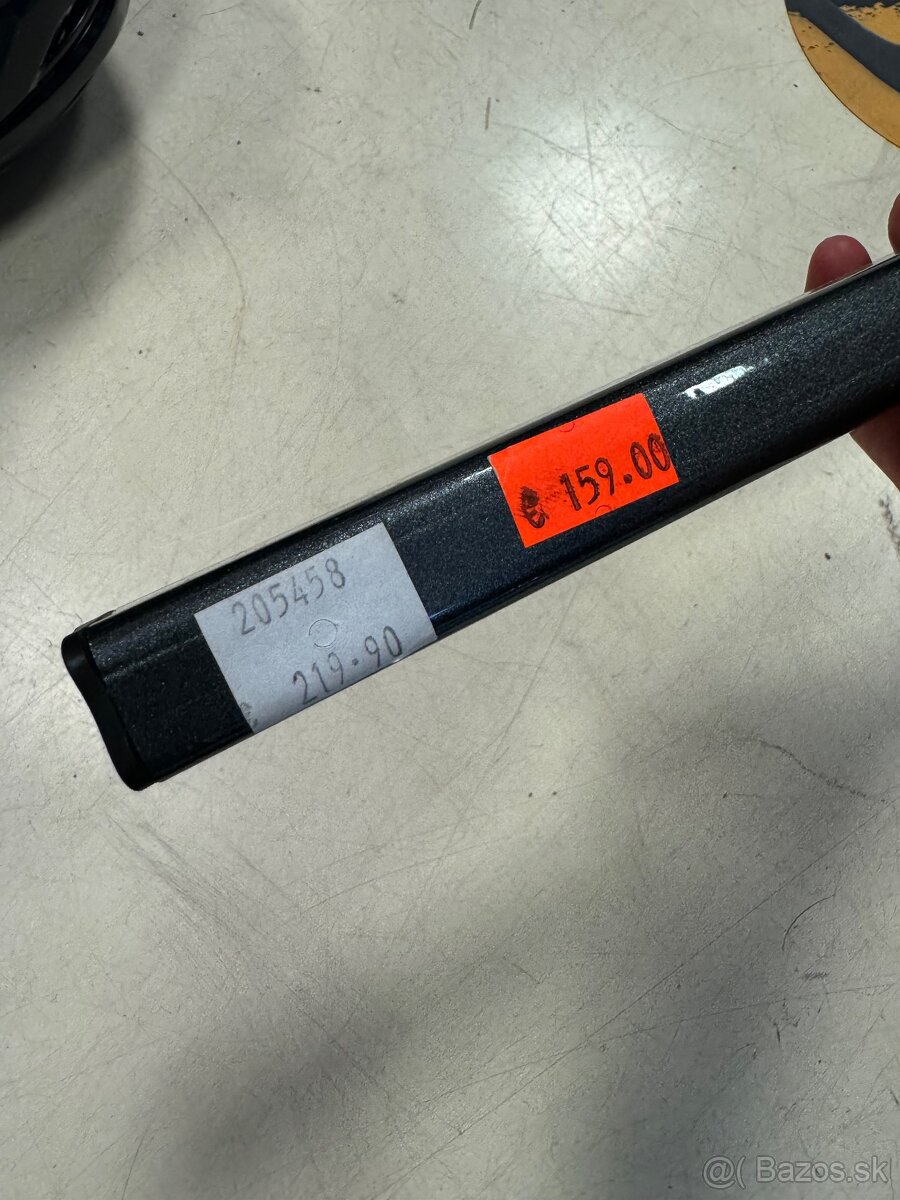 € 159.00
205458
€ 219.90
@( Bazos.sk